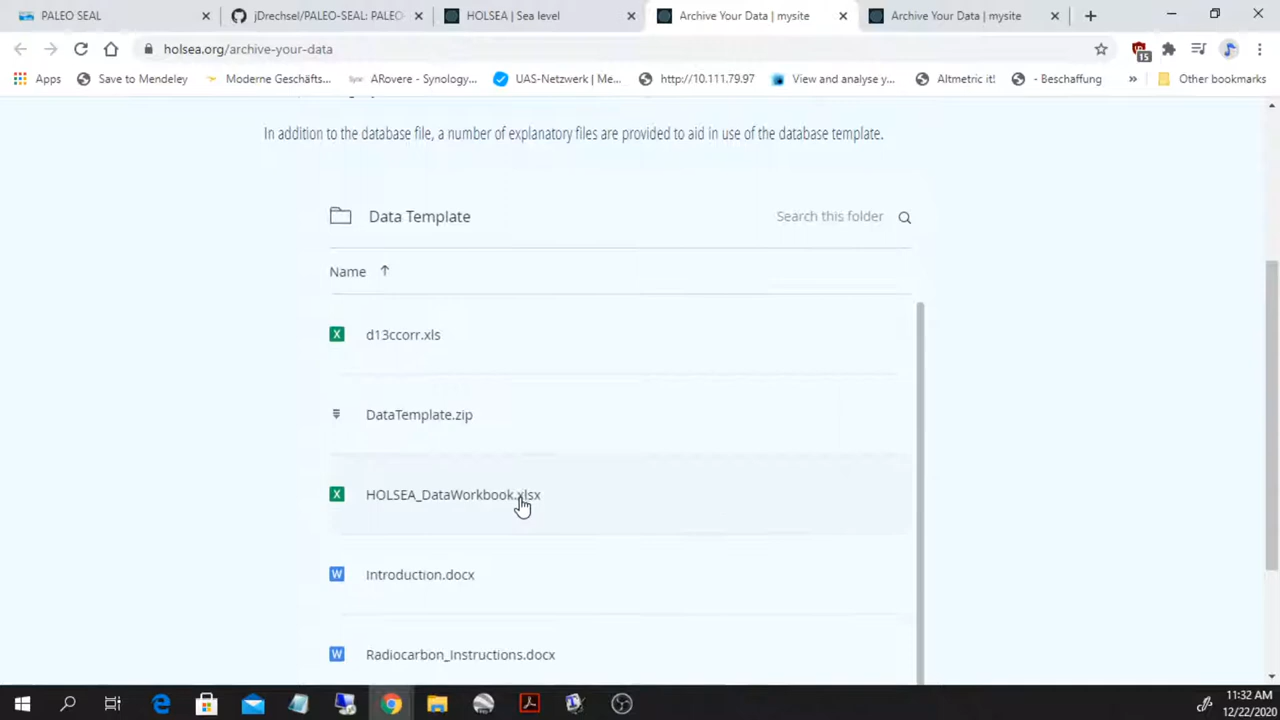 PALEO SEAL
jDrechsel/PALEO-SEAL: PALEO
HOLSEA | Sea level
Archive Your Data | mysite
Archive Your Data | mysite
holsea.org/archive-your-data
15
Apps
Save to Mendeley
Moderne Geschäfts...
ARovere - Synology...
UAS-Netzwerk | Me...
http://10.111.79.97
View and analyse y...
Altmetric it!
- Beschaffung
»
Other bookmarks
In addition to the database file, a number of explanatory files are provided to aid in use of the database template.
Data Template
Search this folder
Name
d13ccorr.xls
DataTemplate.zip
HOLSEA_DataWorkbook.xlsx
Introduction.docx
Radiocarbon_Instructions.docx
11:32 AM
12/22/2020